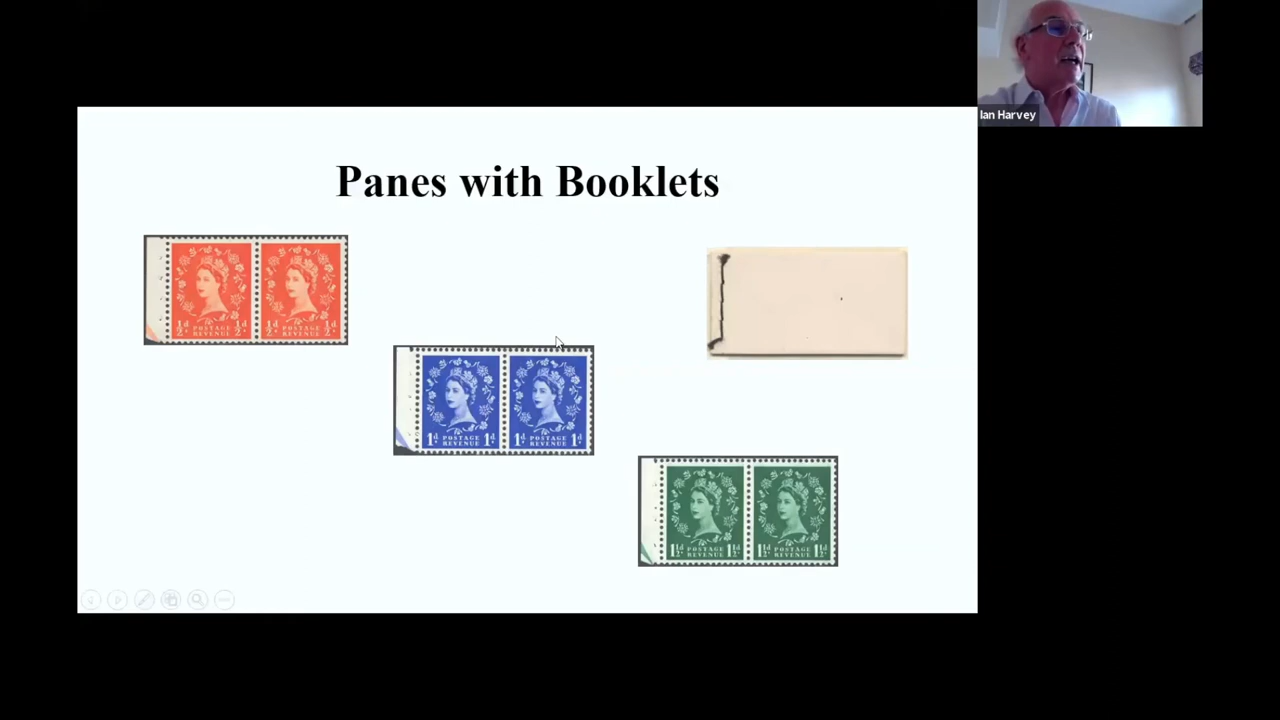 Ian Harvey
Panes with Booklets
½d. POSTAGE REVENUE ½d.
½d. POSTAGE REVENUE ½d.
1d. POSTAGE REVENUE 1d.
1d. POSTAGE REVENUE 1d.
1½d. POSTAGE REVENUE 1½d.
1½d. POSTAGE REVENUE 1½d.